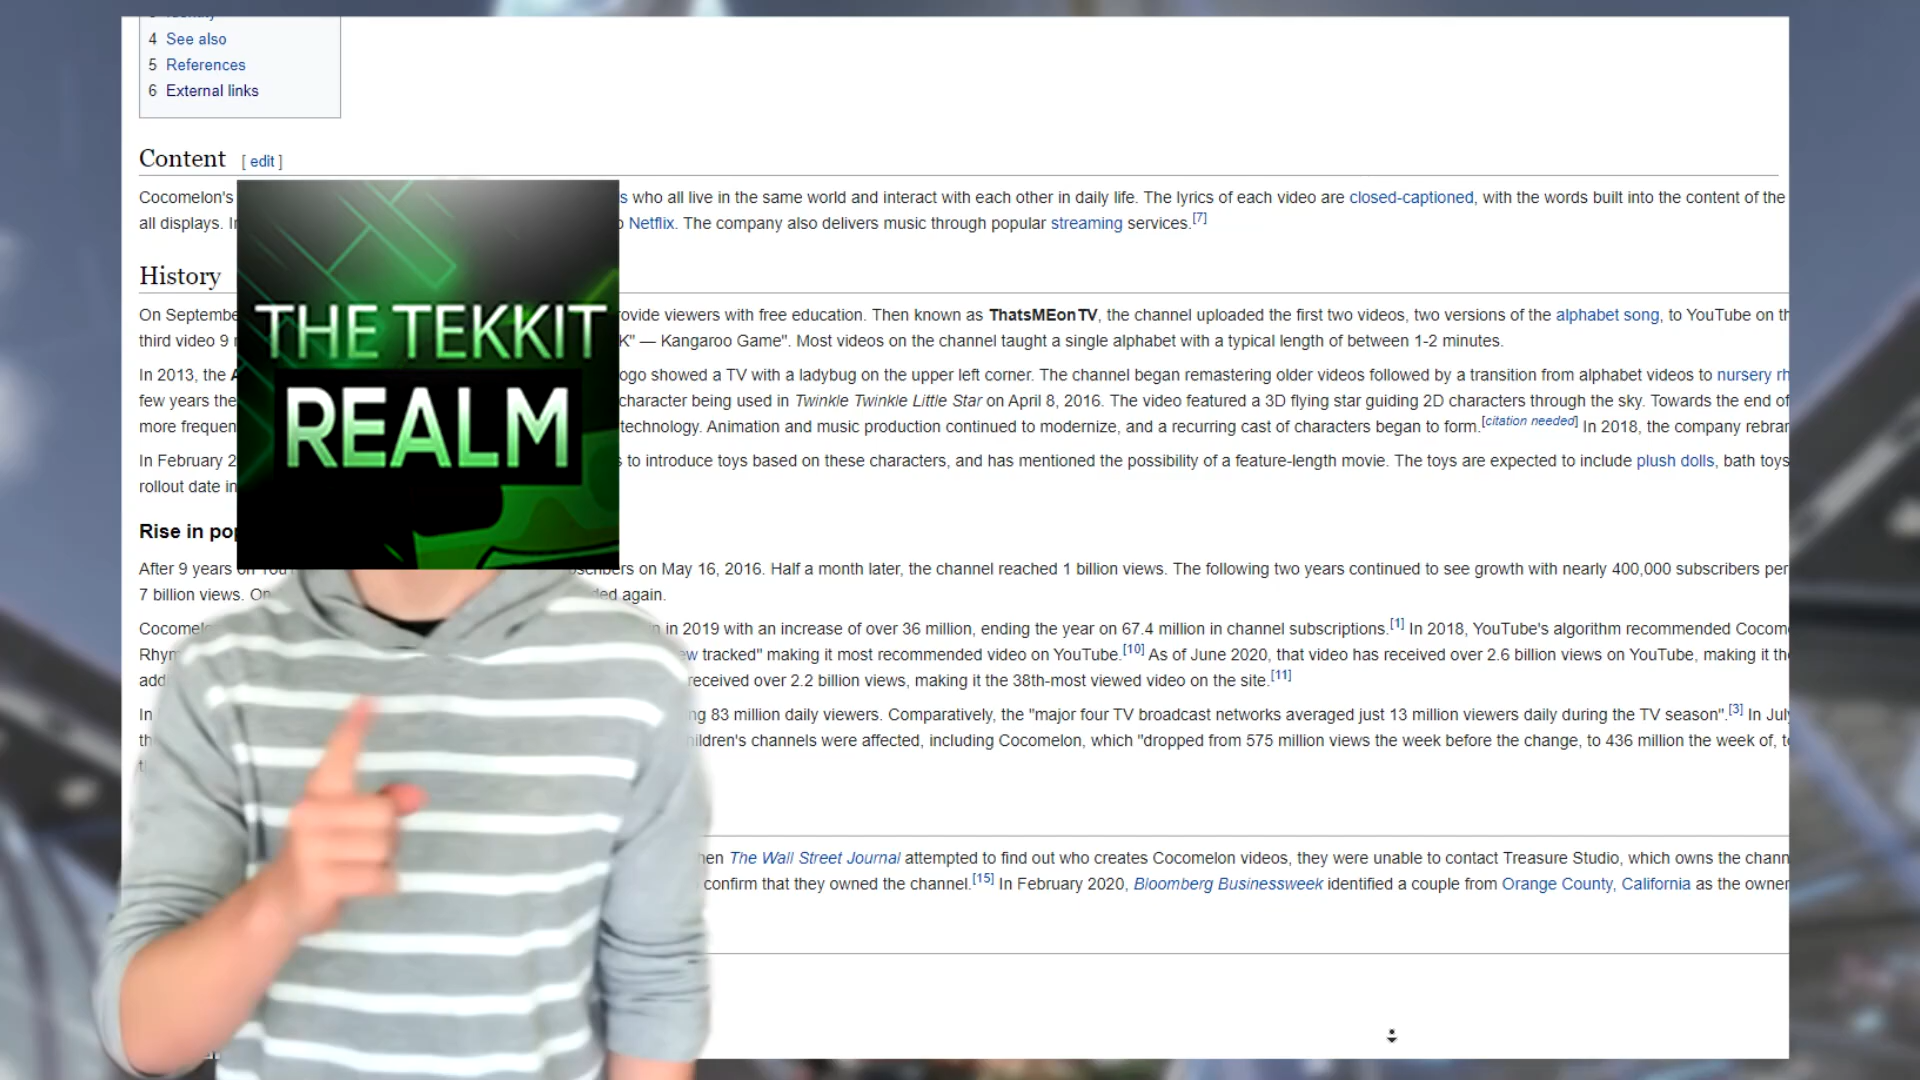 4 See also
5 References
6 External links
Content [ edit ]
Cocomelon's who all live in the same world and interact with each other in daily life. The lyrics of each video are closed-captioned, with the words built into the content of the
all displays. Netflix. The company also delivers music through popular streaming services.[7]
History
On Septembe ovide viewers with free education. Then known as ThatsMEonTV, the channel uploaded the first two videos, two versions of the alphabet song, to YouTube on th
third video 9 K" — Kangaroo Game". Most videos on the channel taught a single alphabet with a typical length of between 1-2 minutes.
In 2013, the ogo showed a TV with a ladybug on the upper left corner. The channel began remastering older videos followed by a transition from alphabet videos to nursery rh
few years the character being used in Twinkle Twinkle Little Star on April 8, 2016. The video featured a 3D flying star guiding 2D characters through the sky. Towards the end of
more frequen technology. Animation and music production continued to modernize, and a recurring cast of characters began to form.[citation needed] In 2018, the company rebran
In February 2 s to introduce toys based on these characters, and has mentioned the possibility of a feature-length movie. The toys are expected to include plush dolls, bath toys
rollout date in
THE TEKKIT
REALM
Rise in pop
After 9 years on scribers on May 16, 2016. Half a month later, the channel reached 1 billion views. The following two years continued to see growth with nearly 400,000 subscribers per
7 billion views. On ded again.
Cocomelo in 2019 with an increase of over 36 million, ending the year on 67.4 million in channel subscriptions.[1] In 2018, YouTube's algorithm recommended Cocom
Rhym ew tracked" making it most recommended video on YouTube.[10] As of June 2020, that video has received over 2.6 billion views on YouTube, making it the
add received over 2.2 billion views, making it the 38th-most viewed video on the site.[11]
In ng 83 million daily viewers. Comparatively, the "major four TV broadcast networks averaged just 13 million viewers daily during the TV season".[3] In July
th ildren's channels were affected, including Cocomelon, which "dropped from 575 million views the week before the change, to 436 million the week of, to
hen The Wall Street Journal attempted to find out who creates Cocomelon videos, they were unable to contact Treasure Studio, which owns the chann
confirm that they owned the channel.[15] In February 2020, Bloomberg Businessweek identified a couple from Orange County, California as the owner